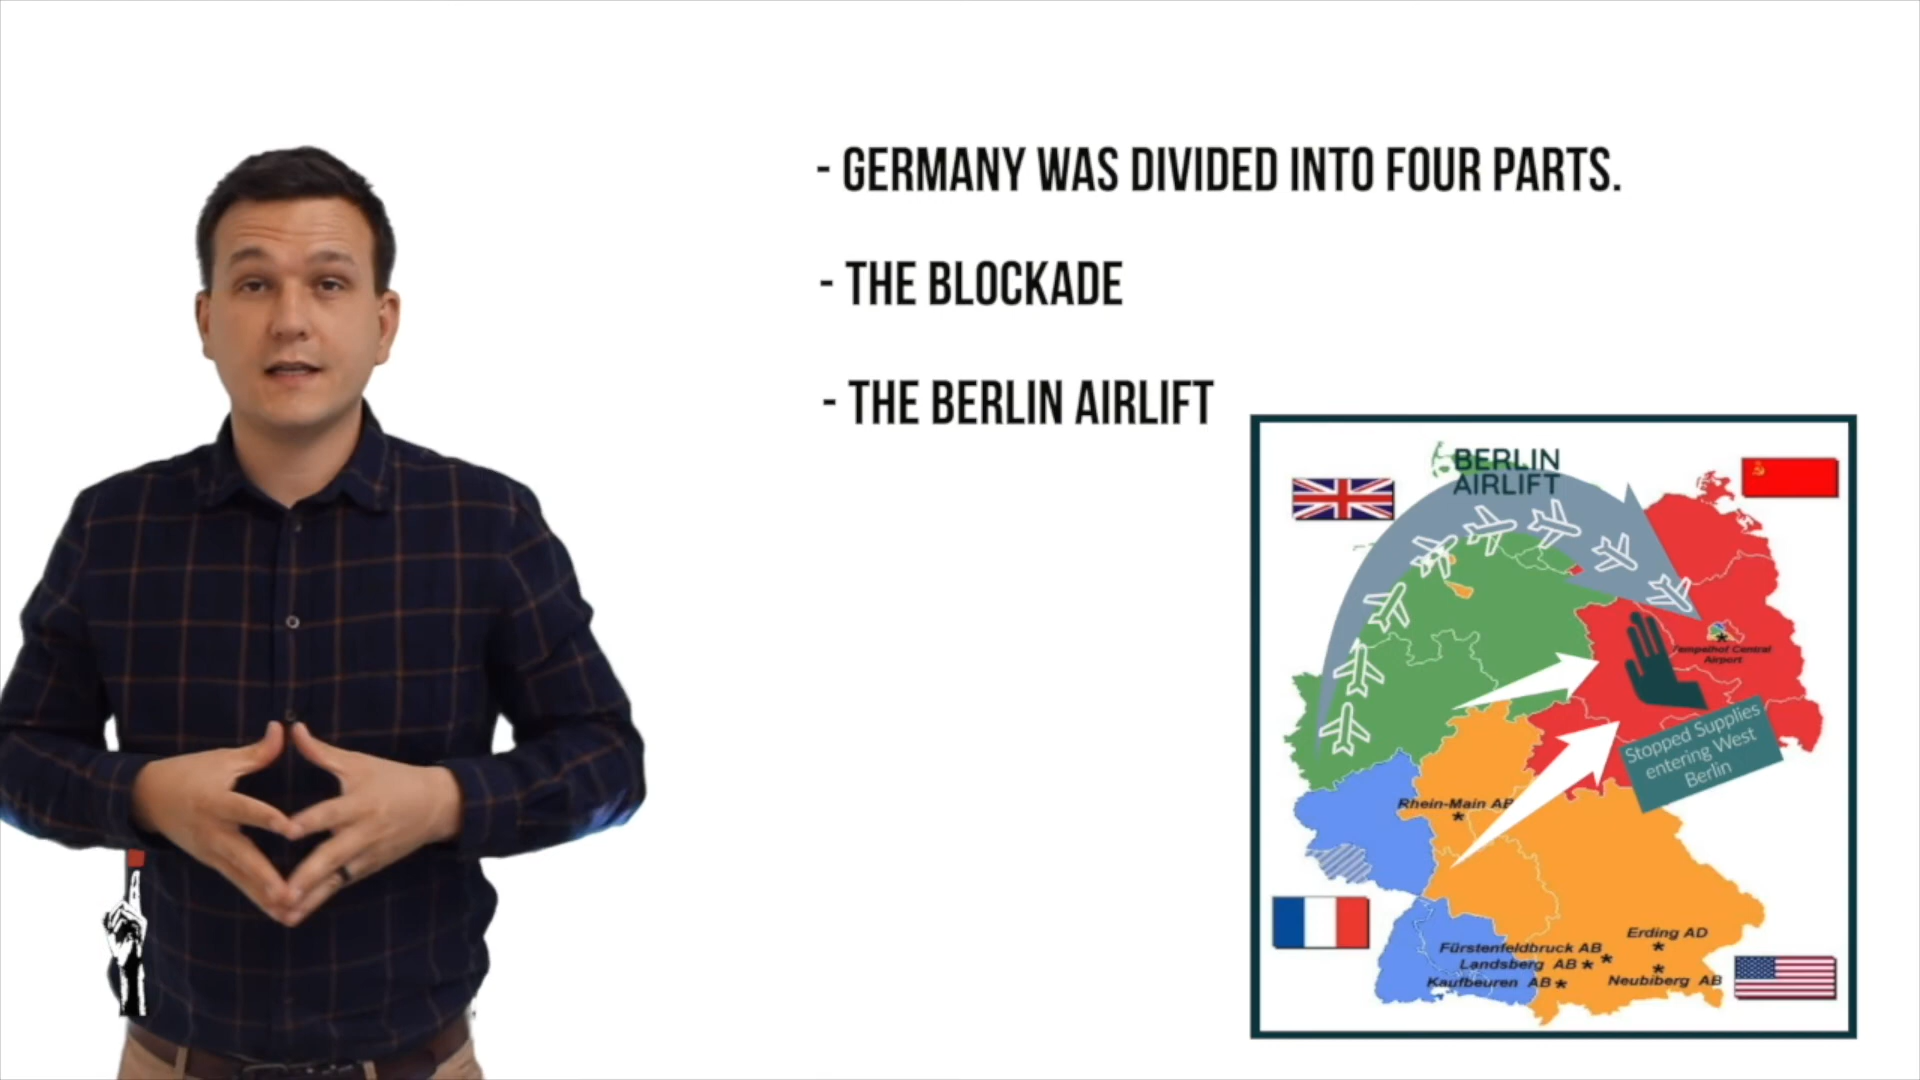 - GERMANY WAS DIVIDED INTO FOUR PARTS.
- THE BLOCKADE
- THE BERLIN AIRLIFT
BERLIN
AIRLIFT
Tempelhof Central
Airport
Stopped Supplies
entering West
Berlin
Rhein-Main AB
Erding AD
Fürstenfeldbruck AB
Landsberg AB
Kaufbeuren AB
Neubiberg AB